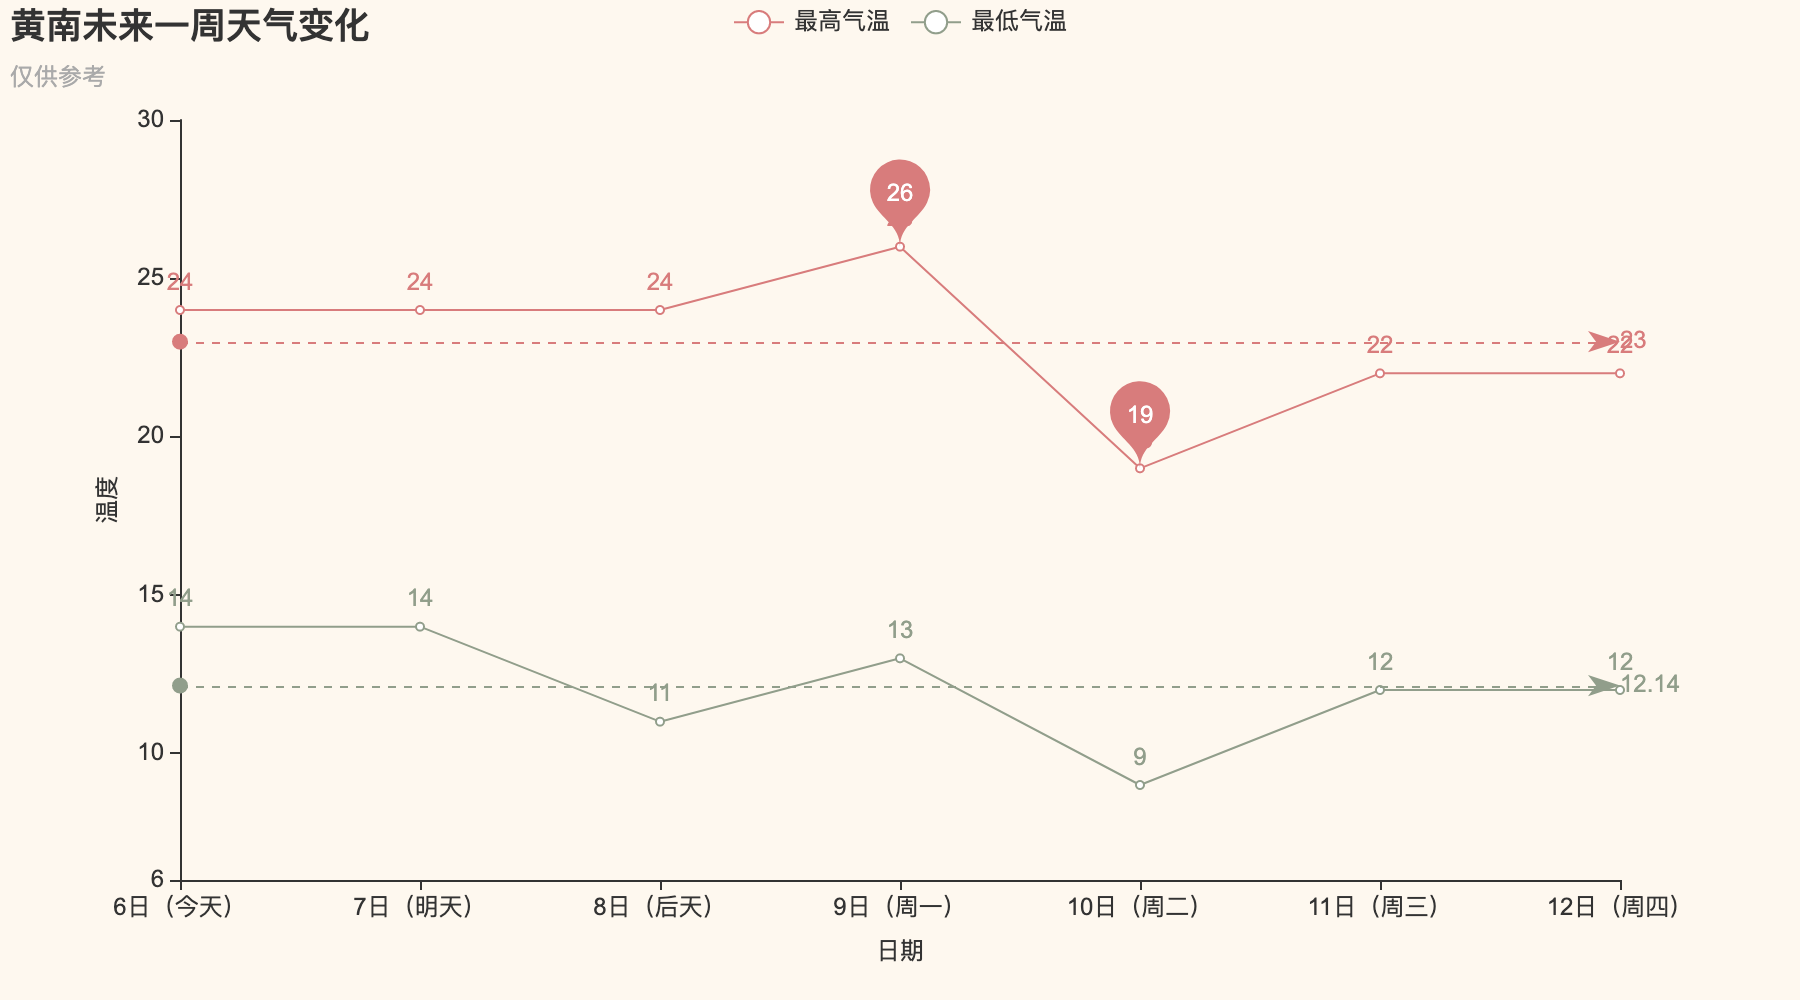 黄南未来一周天气变化
仅供参考
最高气温
最低气温
30
25
20
15
10
6
温度
24
24
24
26
19
22
22
23
14
14
11
13
9
12
12
12.14
6日（今天）
7日（明天）
8日（后天）
9日（周一）
10日（周二）
11日（周三）
12日（周四）
日期